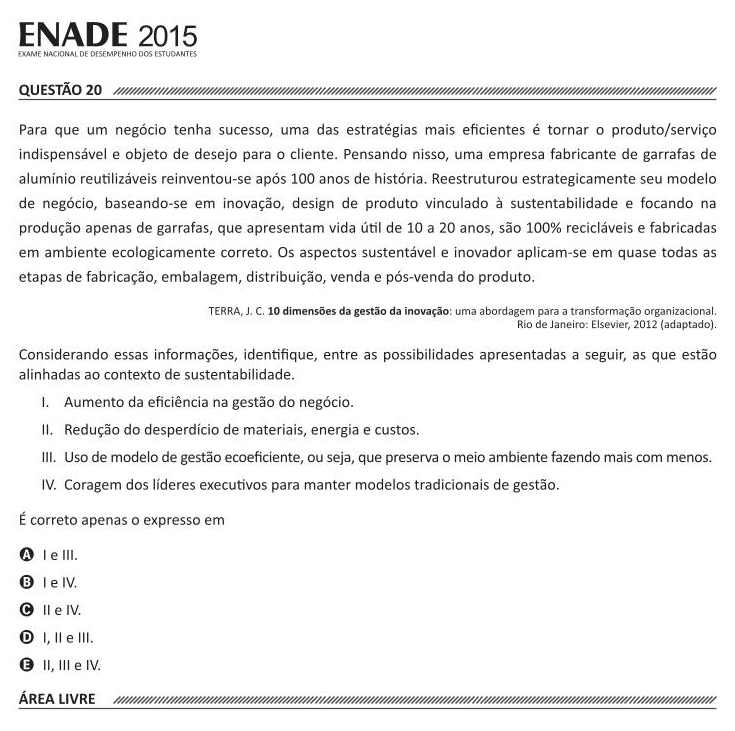 ENADE 2015
EXAME NACIONAL DE DESEMPENHO DOS ESTUDANTES
QUESTÃO 20
Para que um negócio tenha sucesso, uma das estratégias mais eficientes é tornar o produto/serviço
indispensável e objeto de desejo para o cliente. Pensando nisso, uma empresa fabricante de garrafas de
alumínio reutilizáveis reinventou-se após 100 anos de história. Reestruturou estrategicamente seu modelo
de negócio, baseando-se em inovação, design de produto vinculado à sustentabilidade e focando na
produção apenas de garrafas, que apresentam vida útil de 10 a 20 anos, são 100% recicláveis e fabricadas
em ambiente ecologicamente correto. Os aspectos sustentável e inovador aplicam-se em quase todas as
etapas de fabricação, embalagem, distribuição, venda e pós-venda do produto.
TERRA, J. C. 10 dimensões da gestão da inovação: uma abordagem para a transformação organizacional.
Rio de Janeiro: Elsevier, 2012 (adaptado).
Considerando essas informações, identifique, entre as possibilidades apresentadas a seguir, as que estão
alinhadas ao contexto de sustentabilidade.
I. Aumento da eficiência na gestão do negócio.
II. Redução do desperdício de materiais, energia e custos.
III. Uso de modelo de gestão ecoeficiente, ou seja, que preserva o meio ambiente fazendo mais com menos.
IV. Coragem dos líderes executivos para manter modelos tradicionais de gestão.
É correto apenas o expresso em
A I e III.
B I e IV.
C II e IV.
D I, II e III.
E II, III e IV.
ÁREA LIVRE